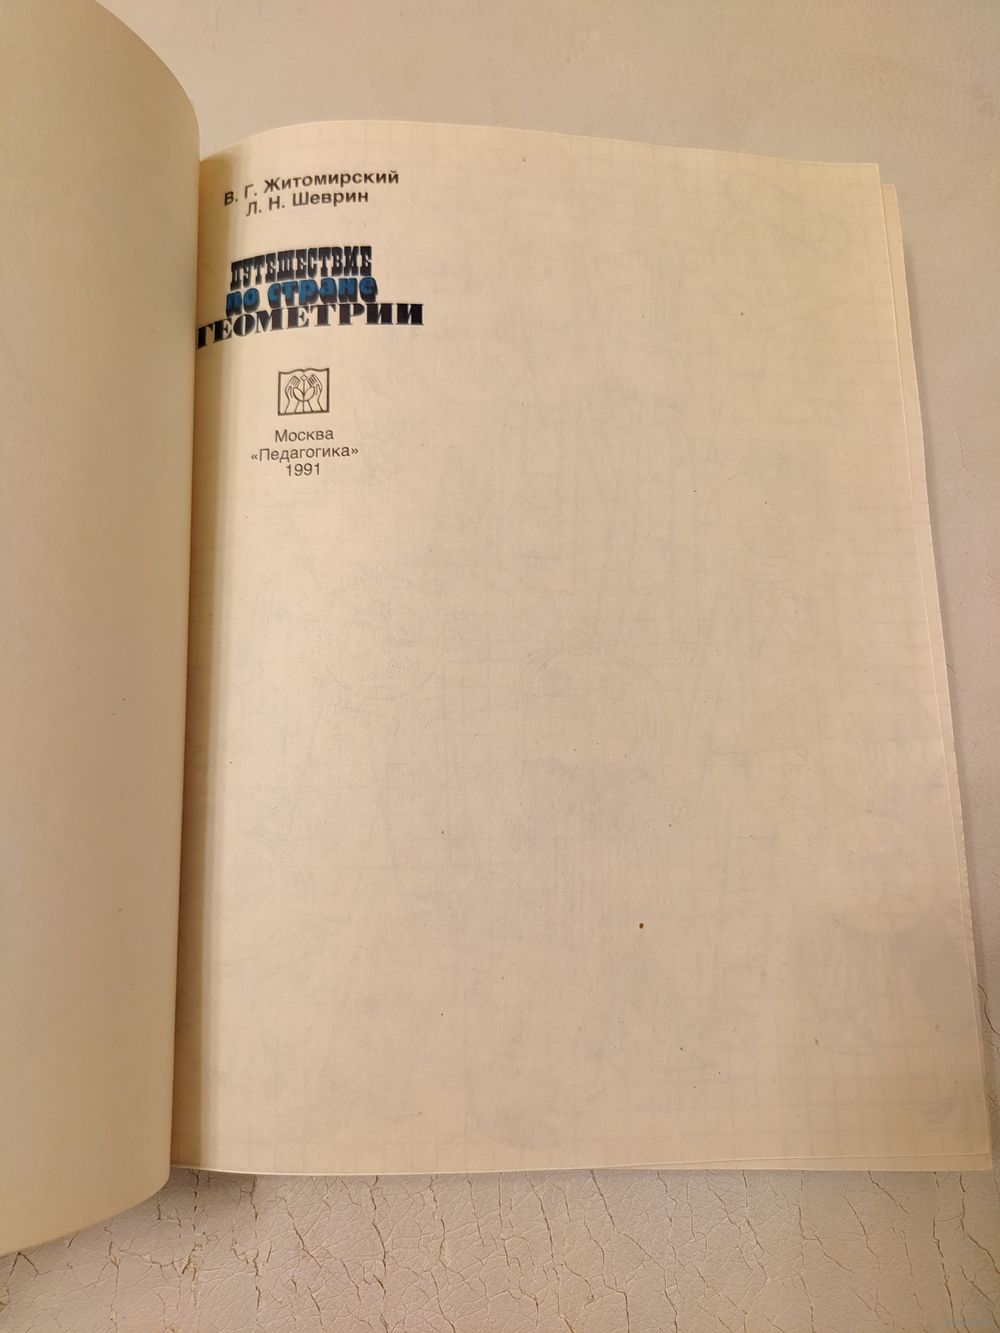 В. Г. Житомирский
Л. Н. Шеврин
ПУТЕШЕСТВИЕ
по стране
ГЕОМЕТРИИ
Москва
«Педагогика»
1991